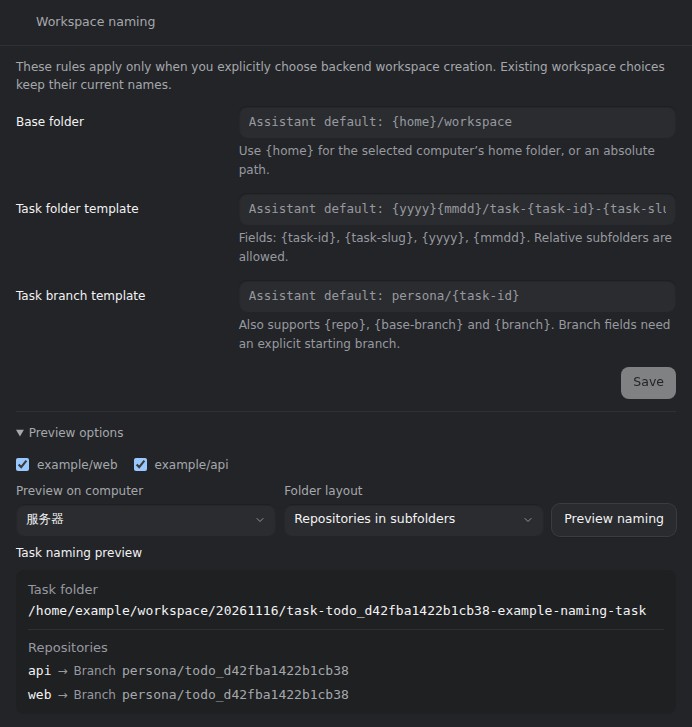 Workspace naming
These rules apply only when you explicitly choose backend workspace creation. Existing workspace choices
keep their current names.
Base folder
Assistant default: {home}/workspace
Use {home} for the selected computer's home folder, or an absolute
path.
Task folder template
Assistant default: {yyyy}{mmdd}/task-{task-id}-{task-slu
Fields: {task-id}, {task-slug}, {yyyy}, {mmdd}. Relative subfolders are
allowed.
Task branch template
Assistant default: persona/{task-id}
Also supports {repo}, {base-branch} and {branch}. Branch fields need
an explicit starting branch.
Save
▼ Preview options
example/web example/api
Preview on computer Folder layout
服务器 Repositories in subfolders Preview naming
Task naming preview
Task folder
/home/example/workspace/20261116/task-todo_d42fba1422b1cb38-example-naming-task
Repositories
api → Branch persona/todo_d42fba1422b1cb38
web → Branch persona/todo_d42fba1422b1cb38